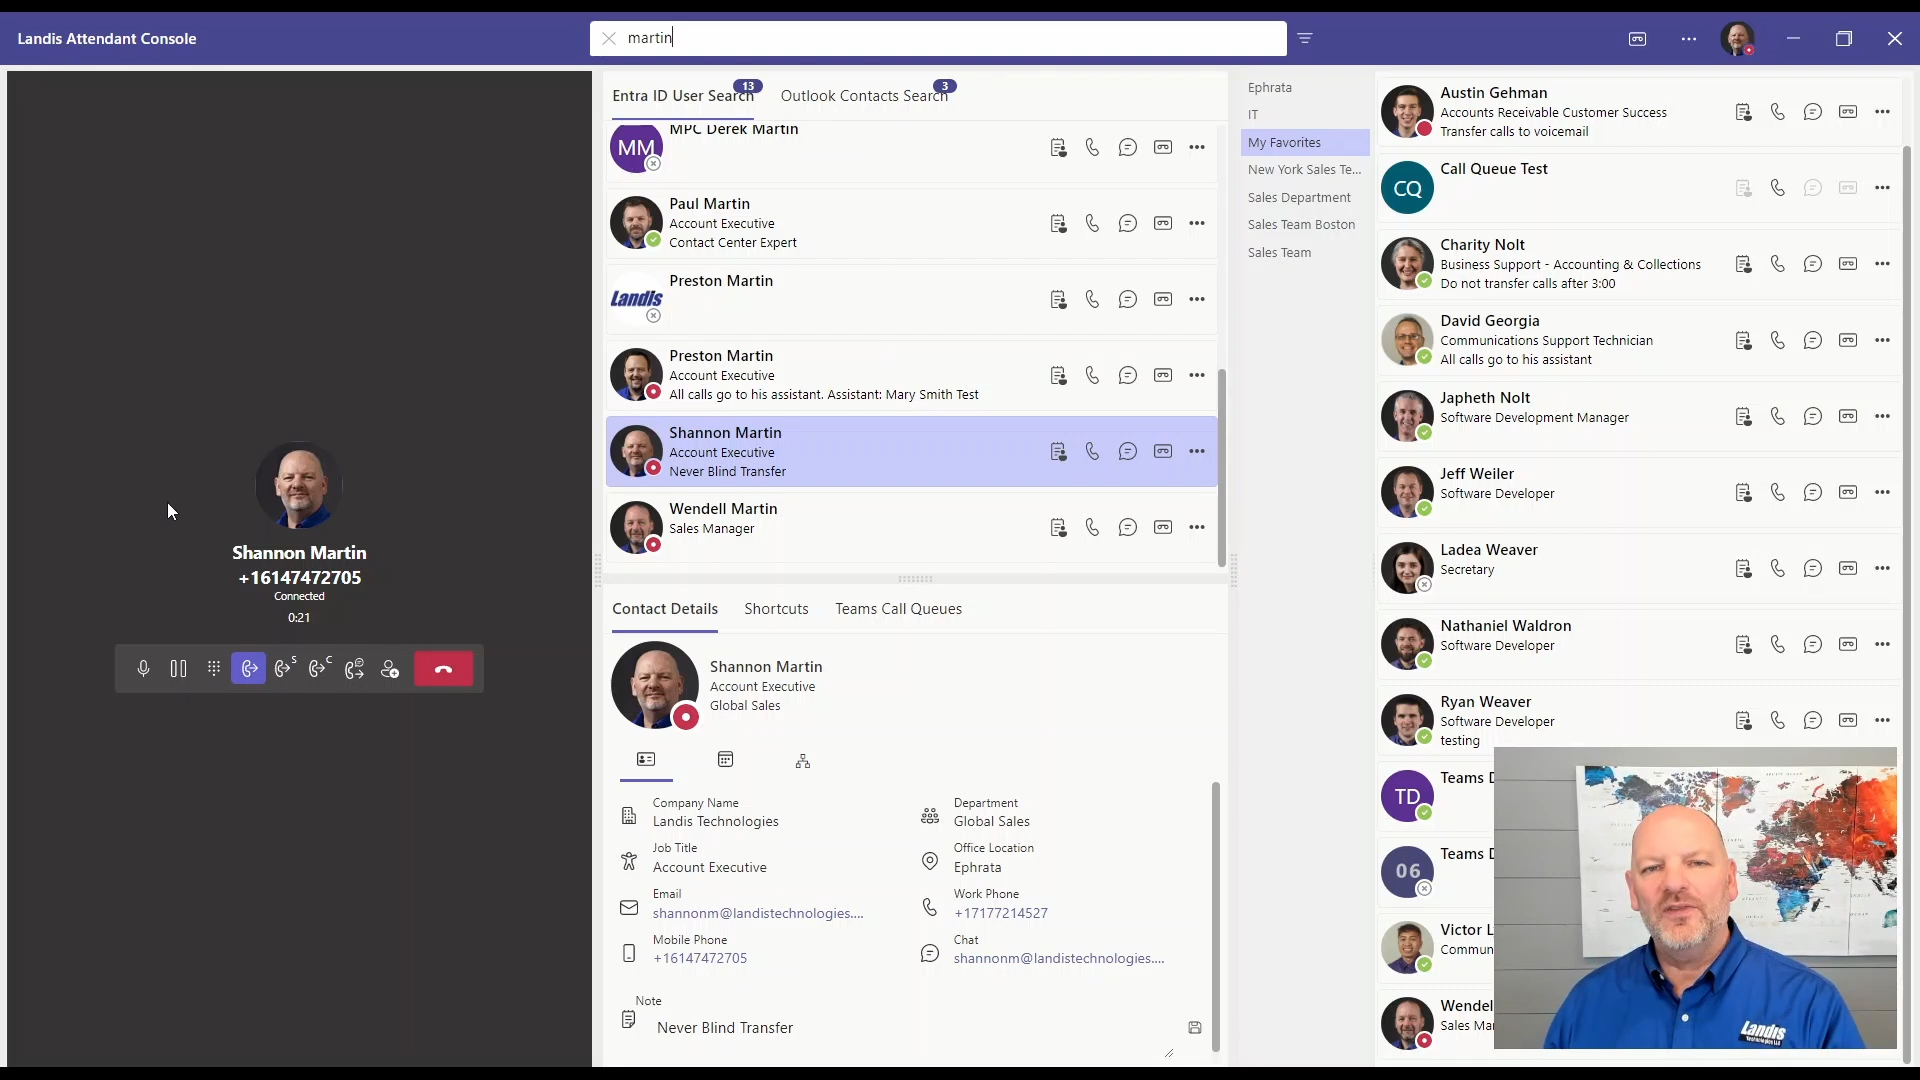 Landis Attendant Console
martin
Entra ID User Search
13
Outlook Contacts Search
3
MPC Derek Martin
MM
Paul Martin
Account Executive
Contact Center Expert
Landis
Preston Martin
Preston Martin
Account Executive
All calls go to his assistant. Assistant: Mary Smith Test
Shannon Martin
Account Executive
Never Blind Transfer
Wendell Martin
Sales Manager
Shannon Martin
+16147472705
Connected
0:21
S
C
Contact Details
Shortcuts
Teams Call Queues
Shannon Martin
Account Executive
Global Sales
Company Name
Landis Technologies
Department
Global Sales
Job Title
Account Executive
Office Location
Ephrata
Email
shannonm@landistechnologies....
Work Phone
+17177214527
Mobile Phone
+16147472705
Chat
shannonm@landistechnologies....
Note
Never Blind Transfer
Ephrata
IT
My Favorites
New York Sales Te...
Sales Department
Sales Team Boston
Sales Team
Austin Gehman
Accounts Receivable Customer Success
Transfer calls to voicemail
CQ
Call Queue Test
Charity Nolt
Business Support - Accounting & Collections
Do not transfer calls after 3:00
David Georgia
Communications Support Technician
All calls go to his assistant
Japheth Nolt
Software Development Manager
Jeff Weiler
Software Developer
Ladea Weaver
Secretary
Nathaniel Waldron
Software Developer
Ryan Weaver
Software Developer
testing
TD
Teams D
06
Teams D
Victor L
Commun
Wendel
Sales Ma
Landis
Technologies LLC